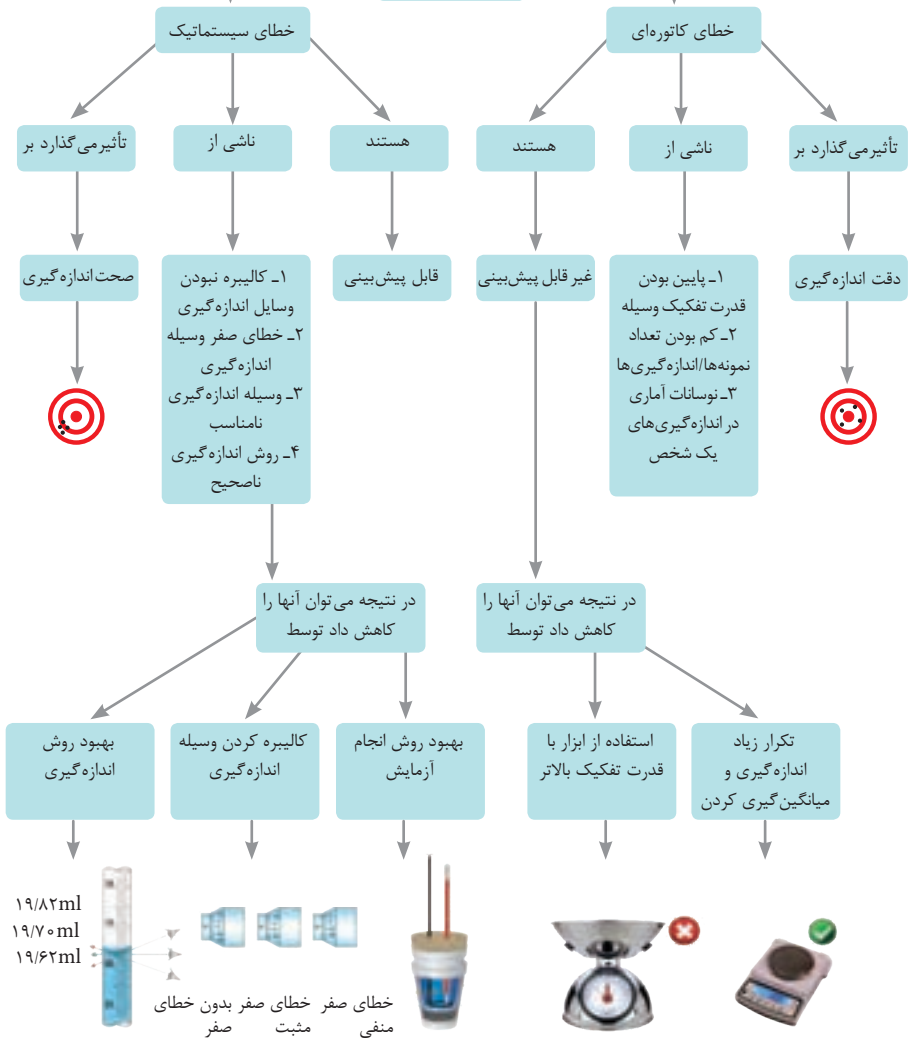 خطای کاتوره‌ای
خطای سیستماتیک
تأثیرمی‌گذارد بر
ناشی از
هستند
هستند
ناشی از
تأثیرمی‌گذارد بر
دقت اندازه‌گیری
۱ـ پایین بودن
قدرت تفکیک وسیله
۲ـ کم بودن تعداد
نمونه‌ها/اندازه‌گیری‌ها
۳ـ نوسانات آماری
در اندازه‌گیری‌های
یک شخص
غیر قابل پیش‌بینی
قابل پیش‌بینی
۱ـ کالیبره نبودن
وسایل اندازه‌گیری
۲ـ خطای صفر وسیله
اندازه‌گیری
۳ـ وسیله اندازه‌گیری
نامناسب
۴ـ روش اندازه‌گیری
ناصحیح
صحت‌اندازه‌گیری
در نتیجه می‌توان آنها را
کاهش داد توسط
در نتیجه می‌توان آنها را
کاهش داد توسط
تکرار زیاد
اندازه‌گیری و
میانگین‌گیری کردن
استفاده از ابزار با
قدرت تفکیک بالاتر
بهبود روش انجام
آزمایش
کالیبره کردن وسیله
اندازه‌گیری
بهبود روش
اندازه‌گیری
خطای صفر
منفی
خطای صفر
مثبت
بدون خطای
صفر
۱۹/۸۲ml
۱۹/۷۰ml
۱۹/۶۲ml